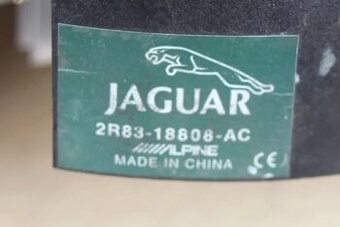 JAGUAR
2R83-18808-AC
ALPINE
MADE IN CHINA CE